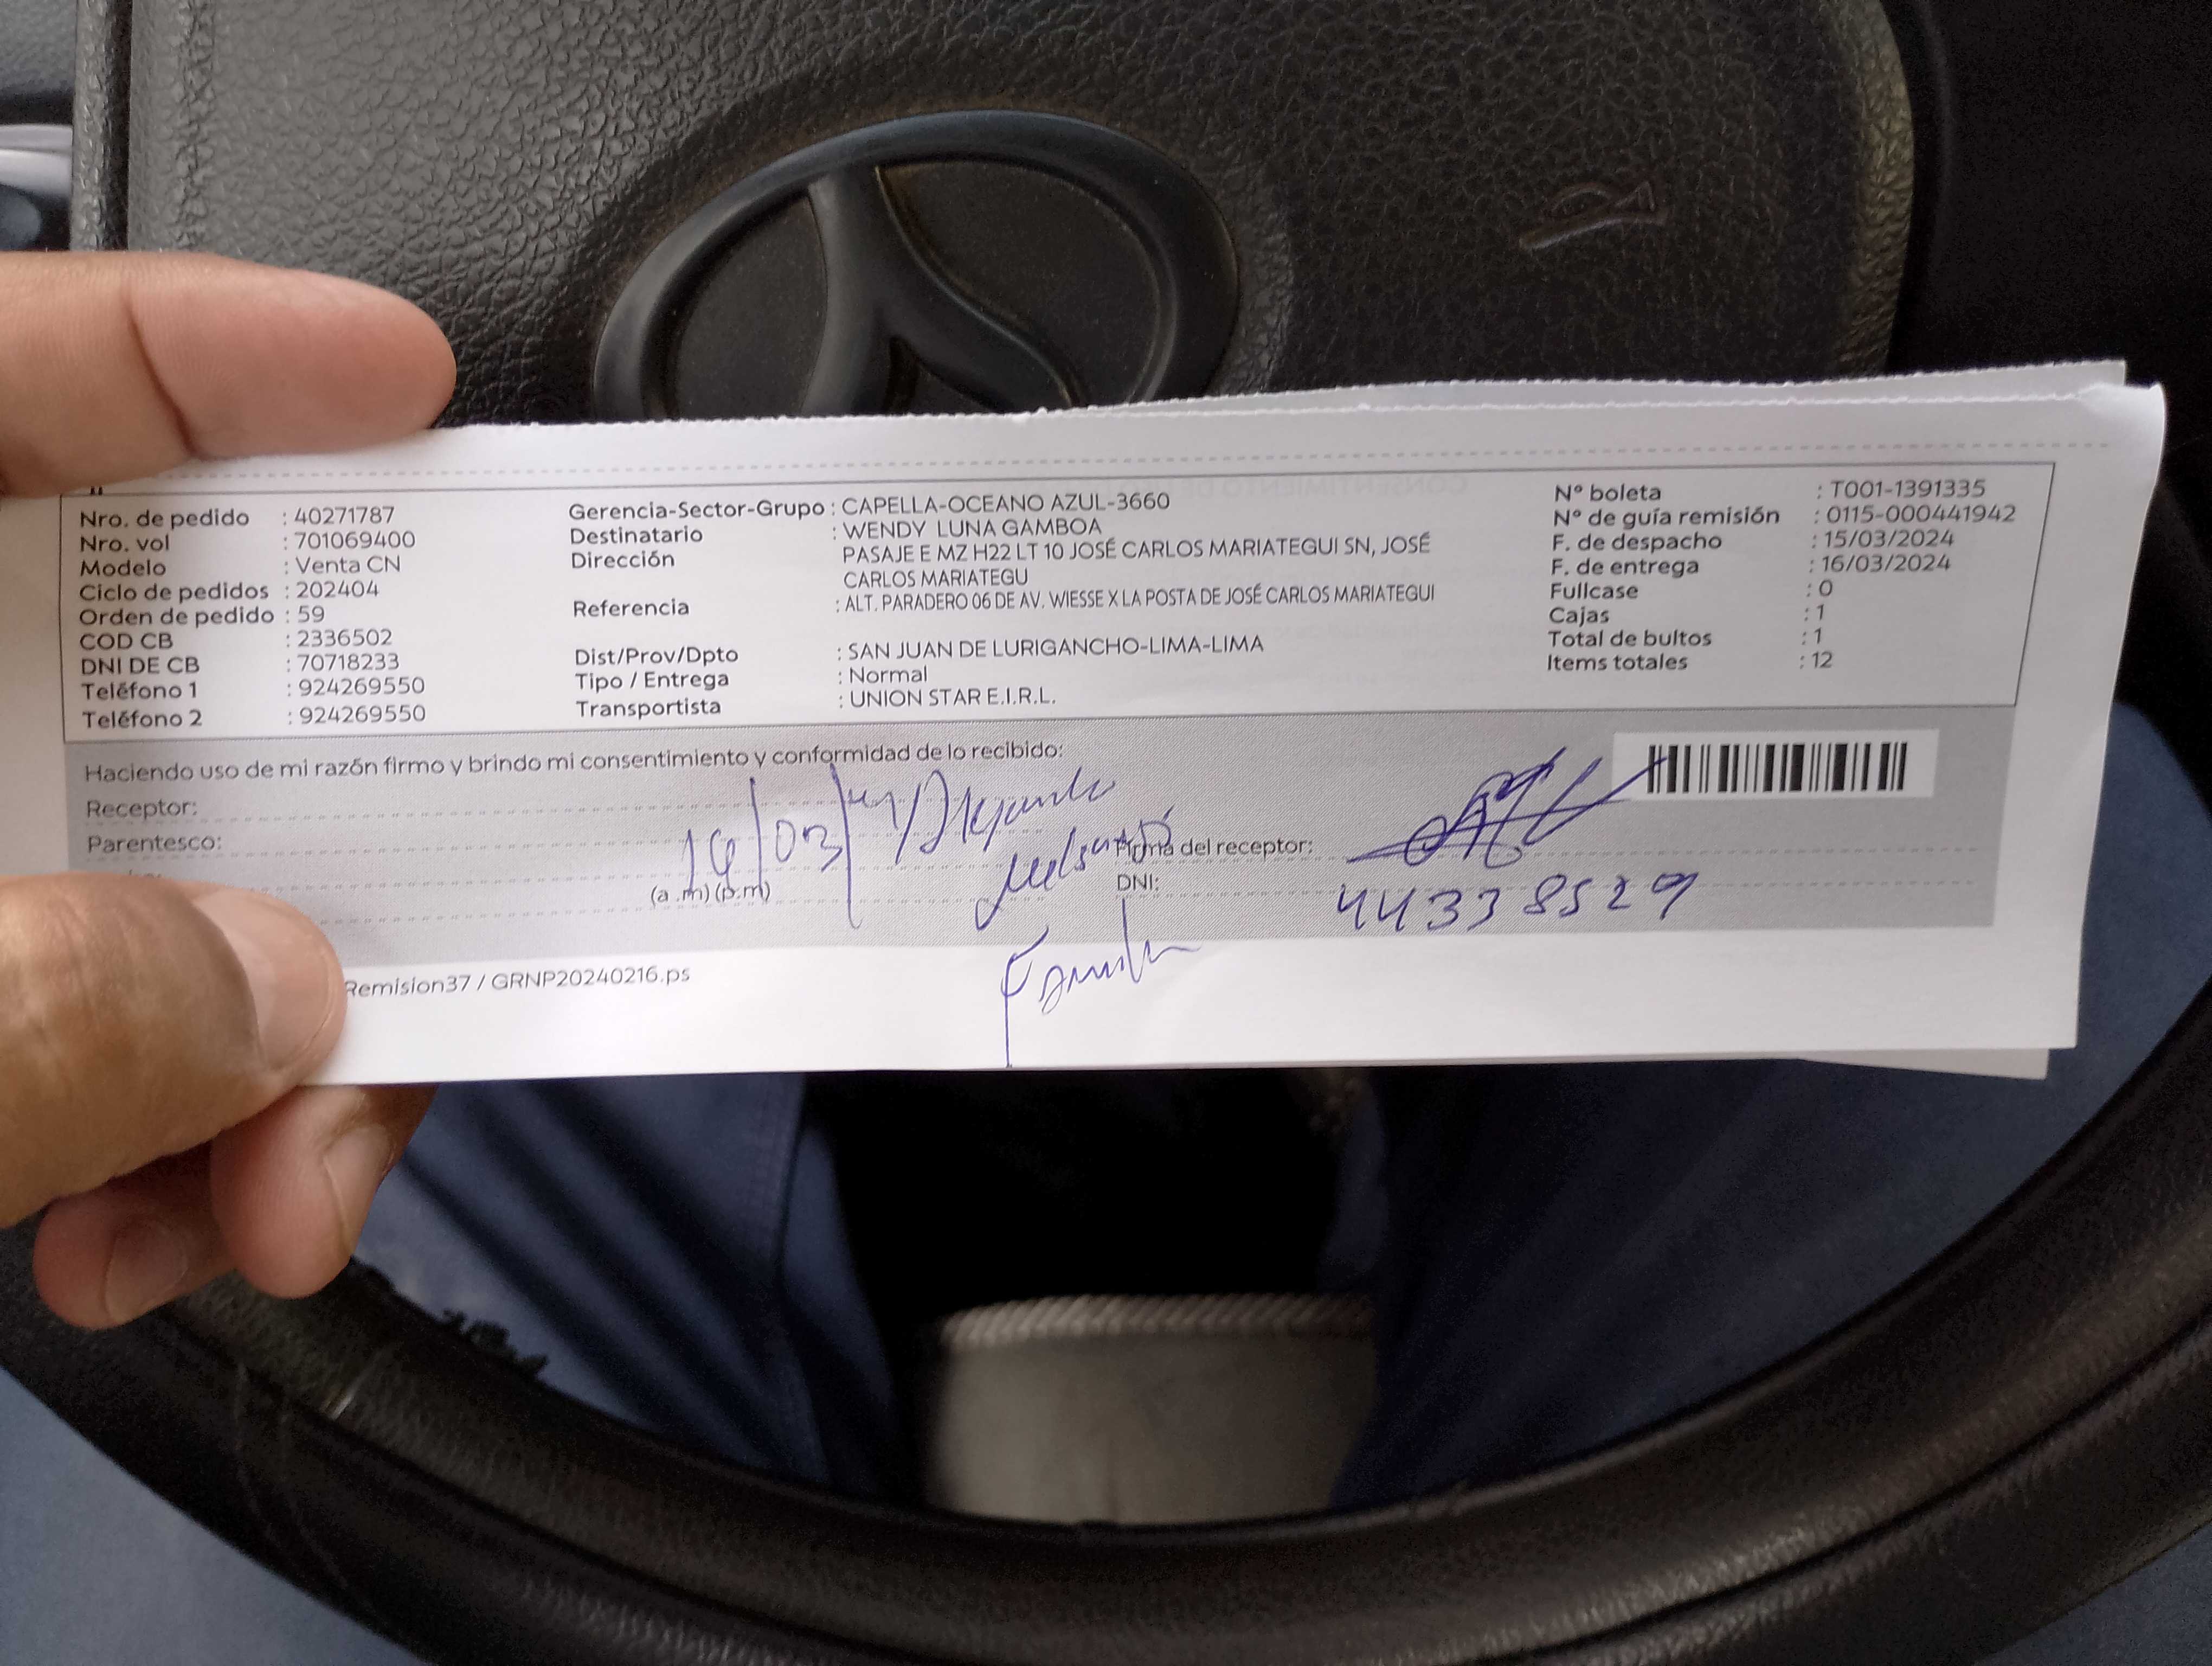 Nro. de pedido : 40271787
Nro. vol : 701069400
Modelo : Venta CN
Ciclo de pedidos : 202404
Orden de pedido : 59
COD CB : 2336502
DNI DE CB : 70718233
Teléfono 1 : 924269550
Teléfono 2 : 924269550
Gerencia-Sector-Grupo : CAPELLA-OCEANO AZUL-3660
Destinatario : WENDY LUNA GAMBOA
Dirección PASAJE E MZ H22 LT 10 JOSÉ CARLOS MARIATEGUI SN, JOSÉ
CARLOS MARIATEGU
Referencia : ALT. PARADERO 06 DE AV. WIESSE X LA POSTA DE JOSÉ CARLOS MARIATEGUI
Dist/Prov/Dpto : SAN JUAN DE LURIGANCHO-LIMA-LIMA
Tipo / Entrega : Normal
Transportista : UNION STAR E.I.R.L.
Nº boleta : T001-1391335
Nº de guía remisión : 0115-000441942
F. de despacho : 15/03/2024
F. de entrega : 16/03/2024
Fullcase : 0
Cajas : 1
Total de bultos : 1
Items totales : 12
Haciendo uso de mi razón firmo y brindo mi consentimiento y conformidad de lo recibido:
Receptor:
Parentesco:
16/03/
(a .m) (p.m)
Firma del receptor:
DNI: 44338529
Remision37 / GRNP20240216.ps